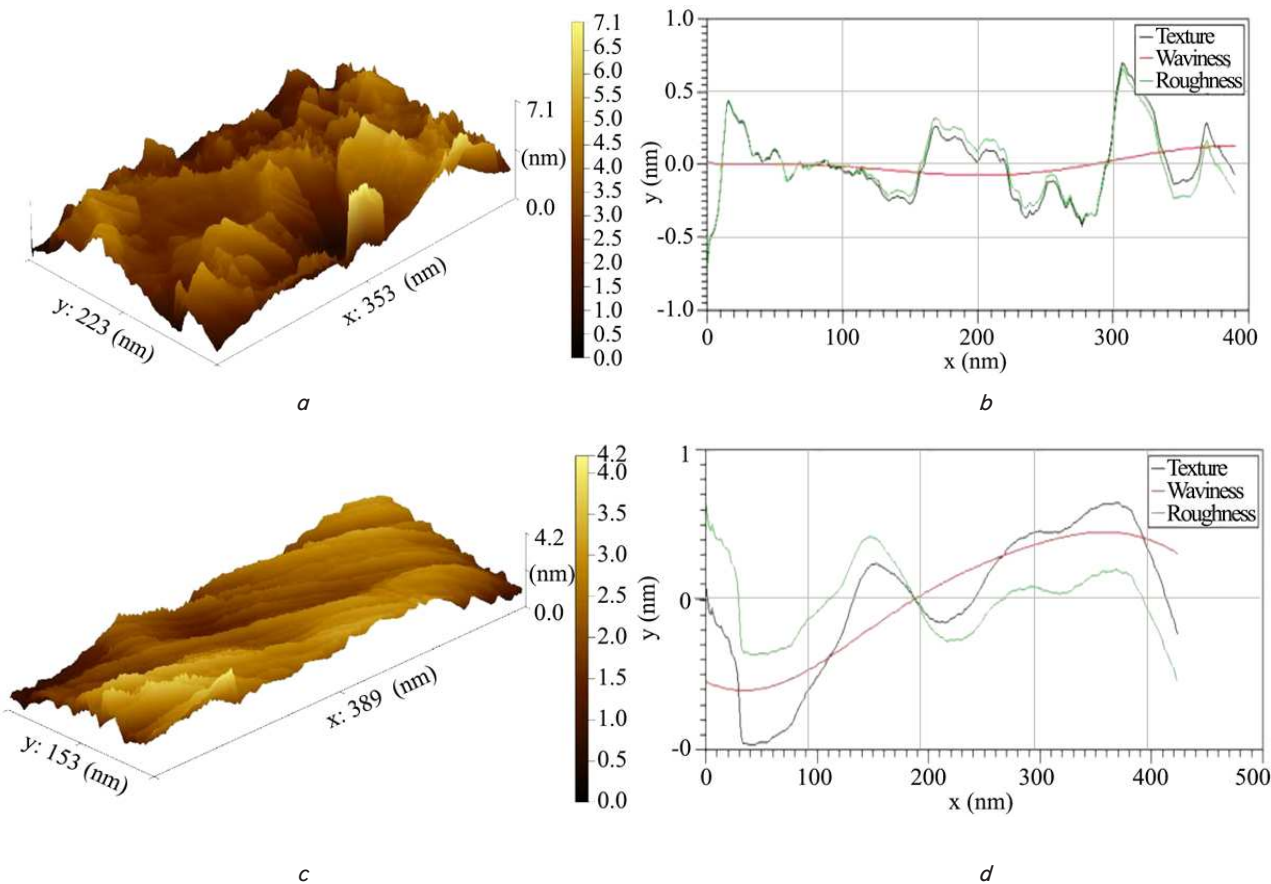 7.1
(nm)
0.0
y: 223 (nm)
x: 353 (nm)
7.1
6.5
6.0
5.5
5.0
4.5
4.0
3.5
3.0
2.5
2.0
1.5
1.0
0.5
0.0
a
1.0
0.5
0.0
-0.5
-1.0
y (nm)
Texture
Waviness
Roughness
0 100 200 300 400
x (nm)
b
4.2
(nm)
0.0
y: 153 (nm)
x: 389 (nm)
4.2
4.0
3.5
3.0
2.5
2.0
1.5
1.0
0.0
c
1
0
-0
y (nm)
Texture
Waviness
Roughness
0 100 200 300 400 500
x (nm)
d